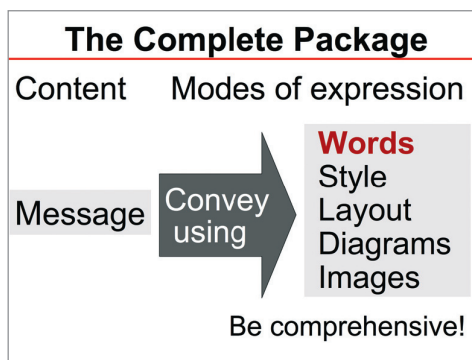 The Complete Package
Content Modes of expression
Message
Convey
using
Words
Style
Layout
Diagrams
Images
Be comprehensive!